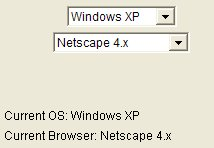 Windows XP
Netscape 4.x
Current OS: Windows XP
Current Browser: Netscape 4.x